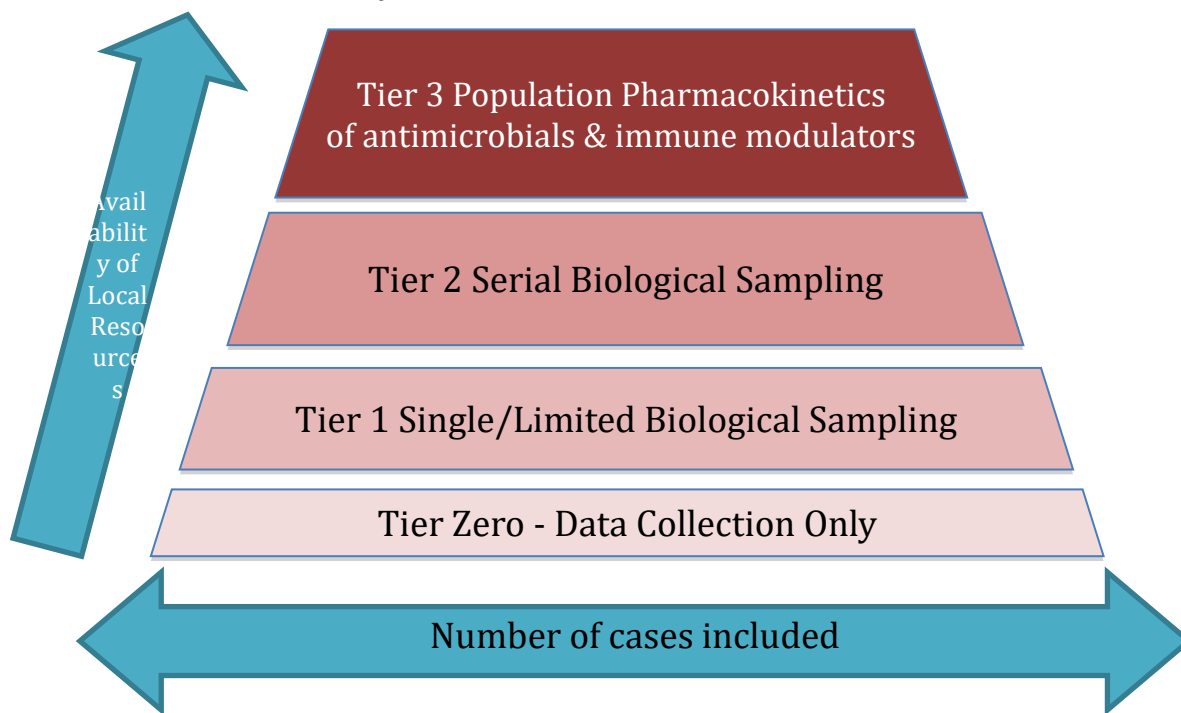 Tier 3 Population Pharmacokinetics
of antimicrobials & immune modulators
Avail
abilit
y of
Local
Reso
urce
s
Tier 2 Serial Biological Sampling
Tier 1 Single/Limited Biological Sampling
Tier Zero - Data Collection Only
Number of cases included